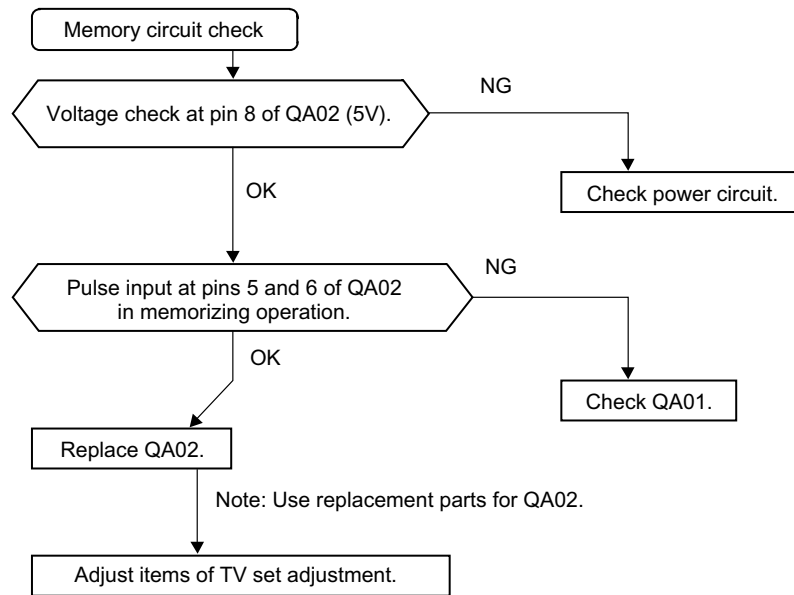 Memory circuit check
Voltage check at pin 8 of QA02 (5V).
NG
OK
Check power circuit.
Pulse input at pins 5 and 6 of QA02
in memorizing operation.
NG
OK
Check QA01.
Replace QA02.
Note: Use replacement parts for QA02.
Adjust items of TV set adjustment.